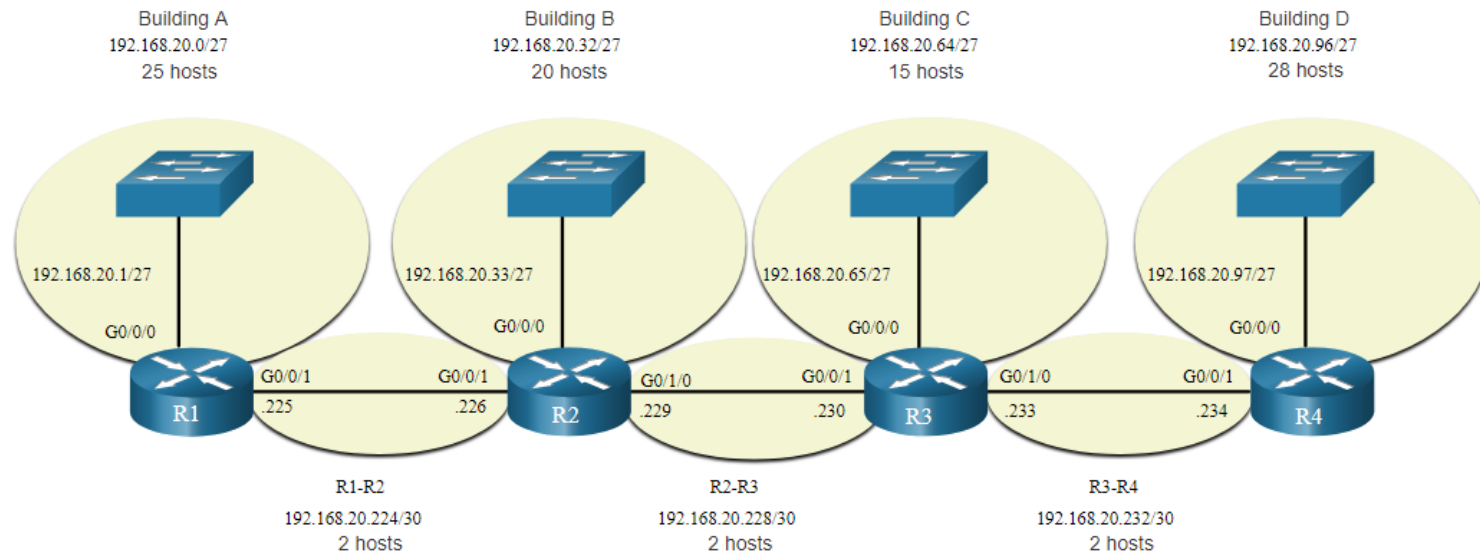 Building A
192.168.20.0/27
25 hosts
Building B
192.168.20.32/27
20 hosts
Building C
192.168.20.64/27
15 hosts
Building D
192.168.20.96/27
28 hosts
192.168.20.1/27
192.168.20.33/27
192.168.20.65/27
192.168.20.97/27
G0/0/0
G0/0/0
G0/0/0
G0/0/0
R1
G0/0/1
.225
G0/0/1
.226
R2
G0/1/0
.229
G0/0/1
.230
R3
G0/1/0
.233
G0/0/1
.234
R4
R1-R2
192.168.20.224/30
2 hosts
R2-R3
192.168.20.228/30
2 hosts
R3-R4
192.168.20.232/30
2 hosts